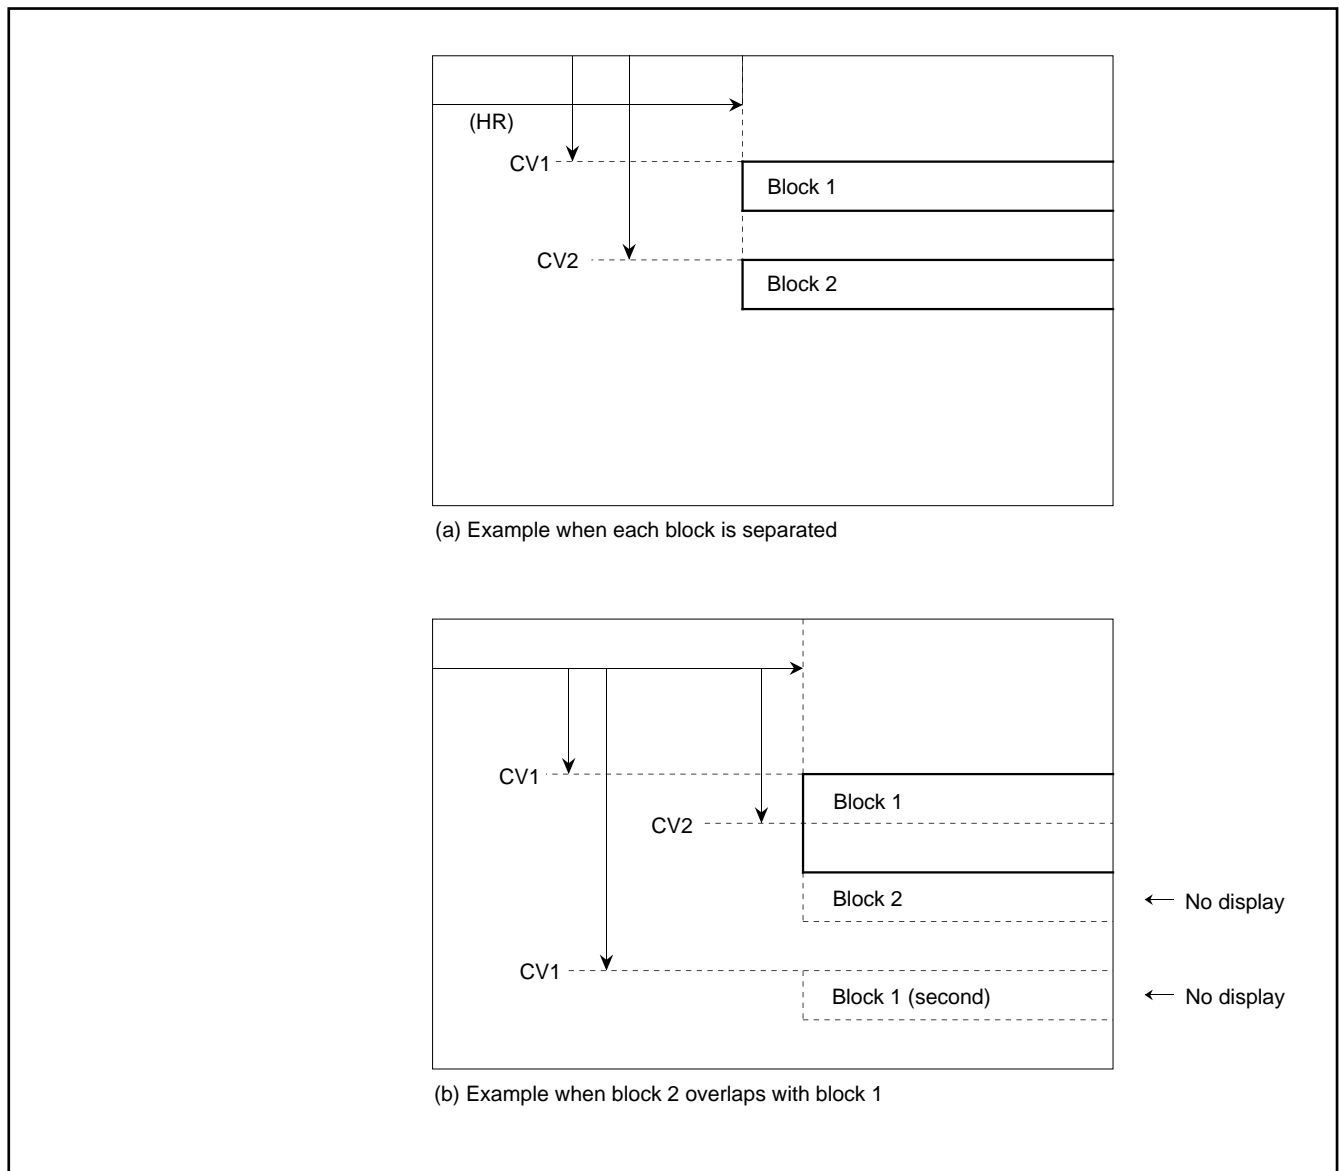 (HR)
CV1
Block 1
CV2
Block 2
(a) Example when each block is separated
CV1
Block 1
CV2
Block 2
No display
CV1
Block 1 (second)
No display
(b) Example when block 2 overlaps with block 1